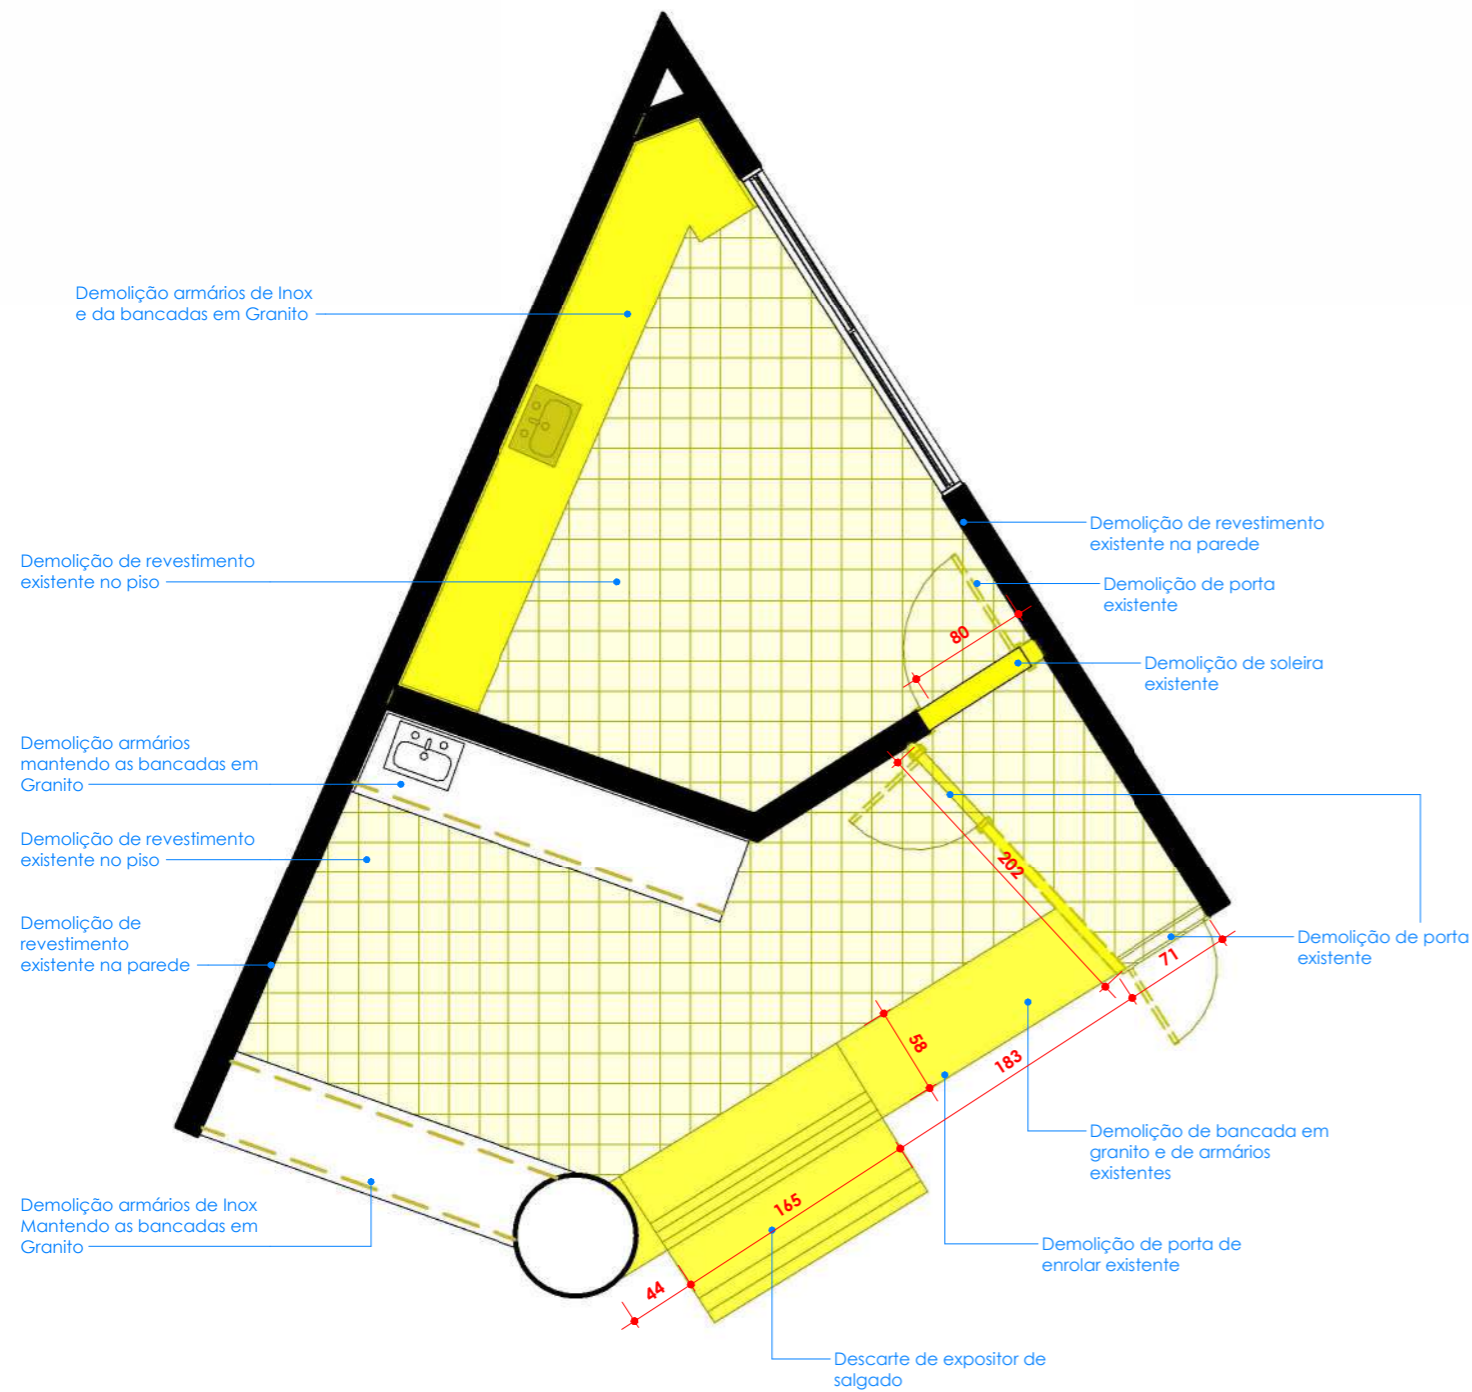 Demolição armários de Inox
e da bancadas em Granito
Demolição de revestimento
existente na parede
Demolição de revestimento
existente no piso
Demolição de porta
existente
80
Demolição de soleira
existente
Demolição armários
mantendo as bancadas em
Granito
Demolição de revestimento
existente no piso
202
Demolição de
revestimento
existente na parede
Demolição de porta
existente
71
58
183
Demolição de bancada em
granito e de armários
existentes
Demolição armários de Inox
Mantendo as bancadas em
Granito
165
Demolição de porta de
enrolar existente
44
Descarte de expositor de
salgado